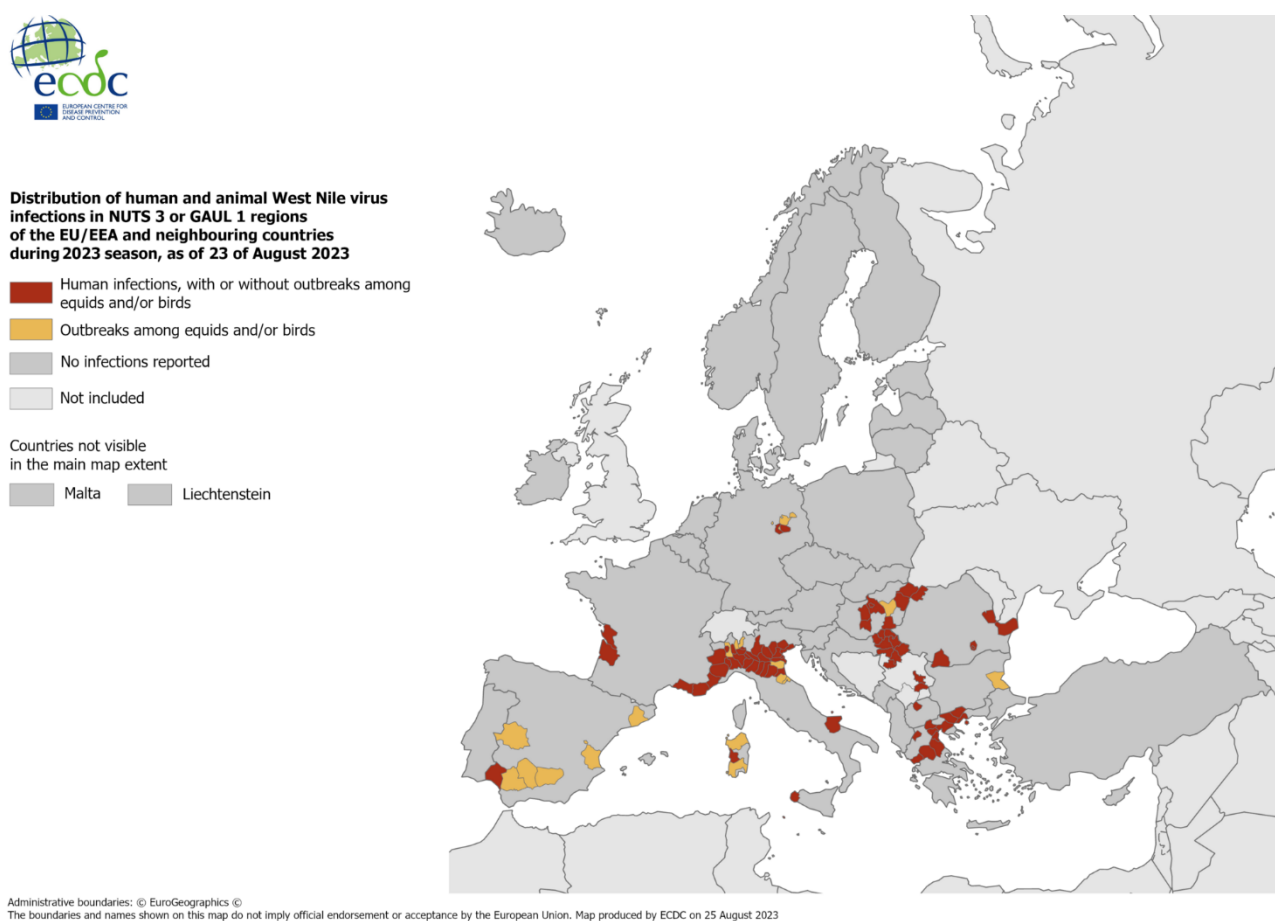 ecdc
EUROPEAN CENTRE FOR
DISEASE PREVENTION
AND CONTROL
Distribution of human and animal West Nile virus
infections in NUTS 3 or GAUL 1 regions
of the EU/EEA and neighbouring countries
during 2023 season, as of 23 of August 2023
Human infections, with or without outbreaks among
equids and/or birds
Outbreaks among equids and/or birds
No infections reported
Not included
Countries not visible
in the main map extent
Malta
Liechtenstein
Administrative boundaries: © EuroGeographics ©
The boundaries and names shown on this map do not imply official endorsement or acceptance by the European Union. Map produced by ECDC on 25 August 2023